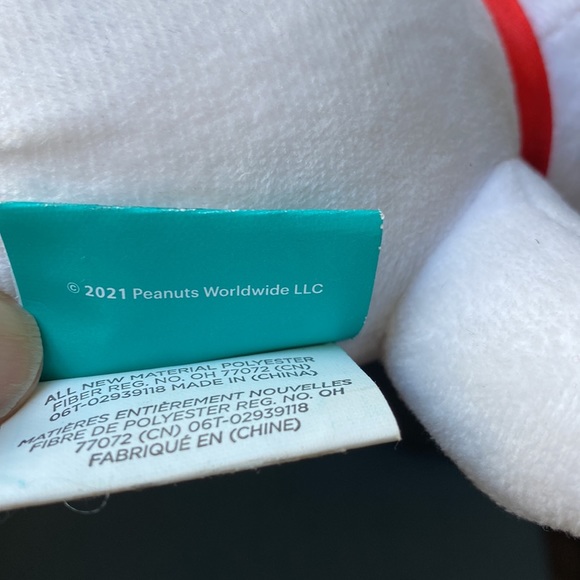 © 2021 Peanuts Worldwide LLC
ALL NEW MATERIAL POLYESTER
FIBER REG. NO. OH 77072 (CN)
06T-02939118 MADE IN (CHINA)
MATIÈRES ENTIÈREMENT NOUVELLES
FIBRE DE POLYESTER REG. NO. OH
77072 (CN) 06T-02939118
FABRIQUÉ EN (CHINE)